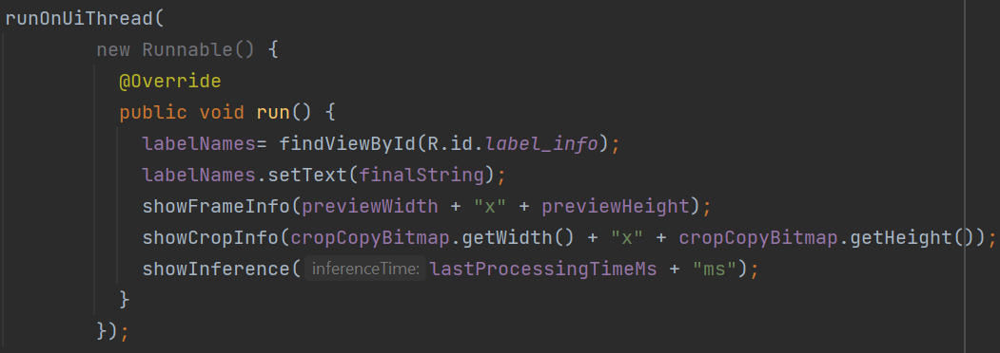 runOnUiThread(
new Runnable() {
@Override
public void run() {
labelNames= findViewById(R.id.label_info);
labelNames.setText(finalString);
showFrameInfo(previewWidth + "x" + previewHeight);
showCropInfo(cropCopyBitmap.getWidth() + "x" + cropCopyBitmap.getHeight());
showInference( inferenceTime: lastProcessingTimeMs + "ms");
}
});